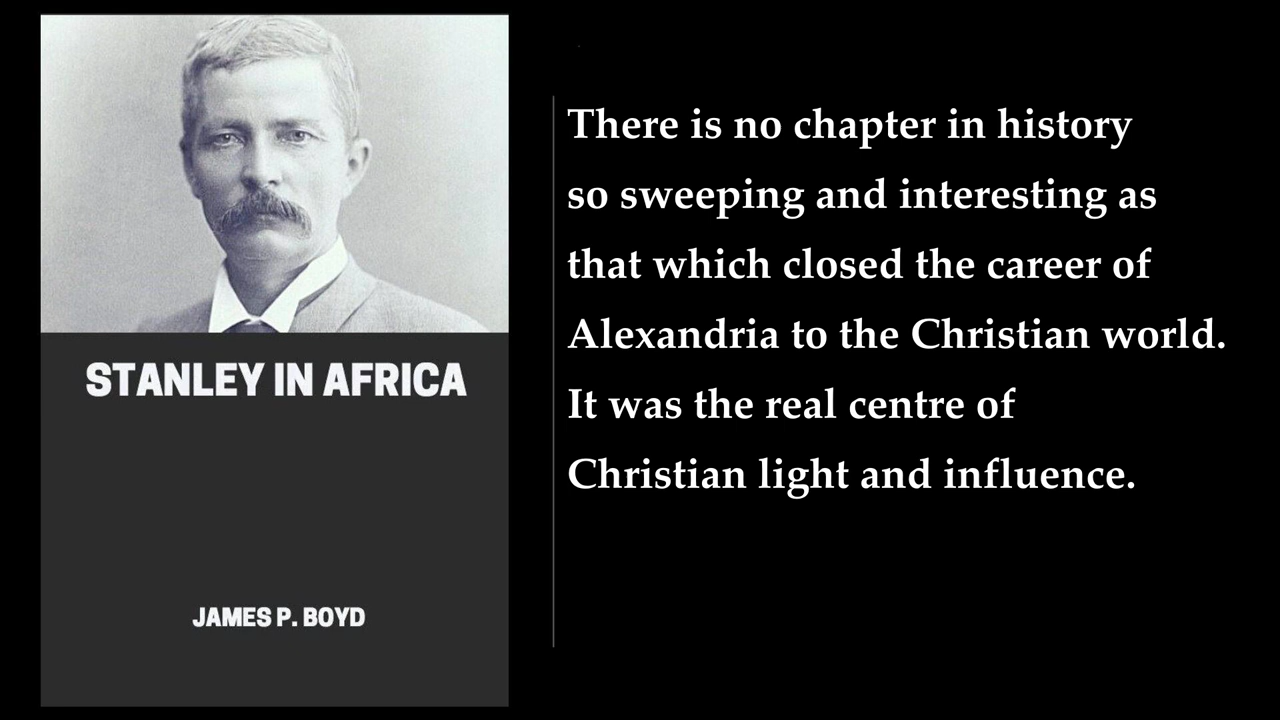 STANLEY IN AFRICA
JAMES P. BOYD
There is no chapter in history
so sweeping and interesting as
that which closed the career of
Alexandria to the Christian world.
It was the real centre of
Christian light and influence.